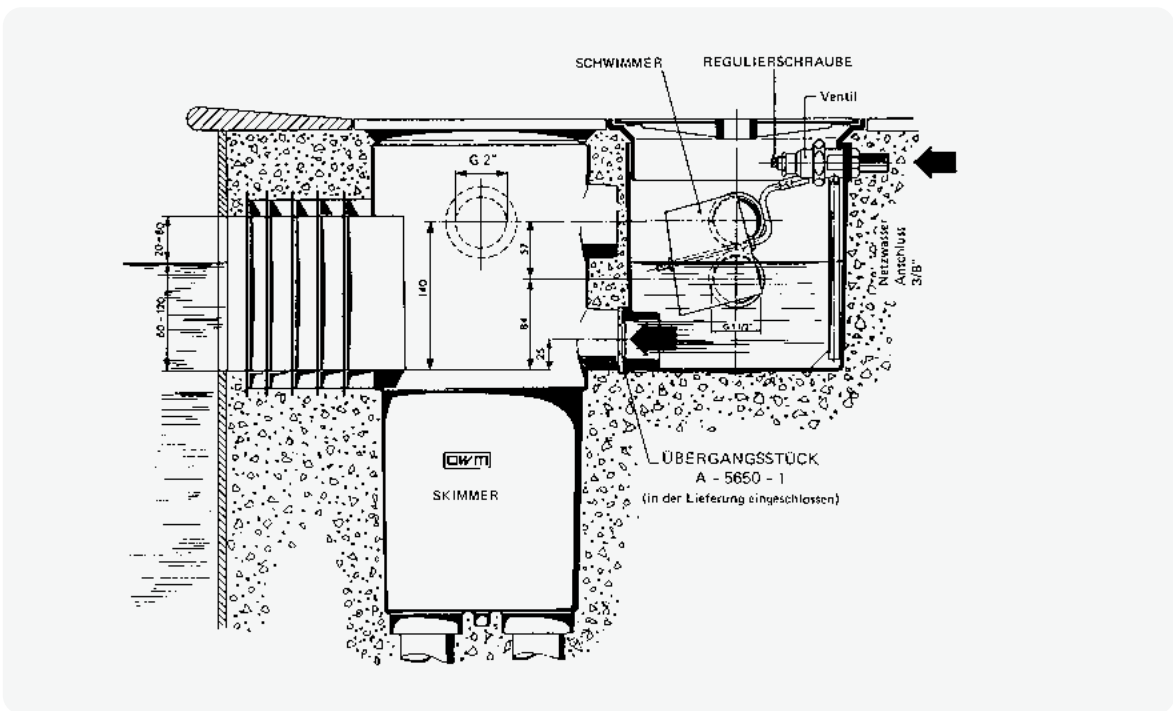 SCHWIMMER
REGULIERSCHRAUBE
Ventil
G 2"
20-80
60-120
140
57
84
25
G 1 1/2"
Netzwasser
Anschluss
3/8"
ÜBERGANGSSTÜCK
A - 5650 - 1
(in der Lieferung eingeschlossen)
OWM
SKIMMER